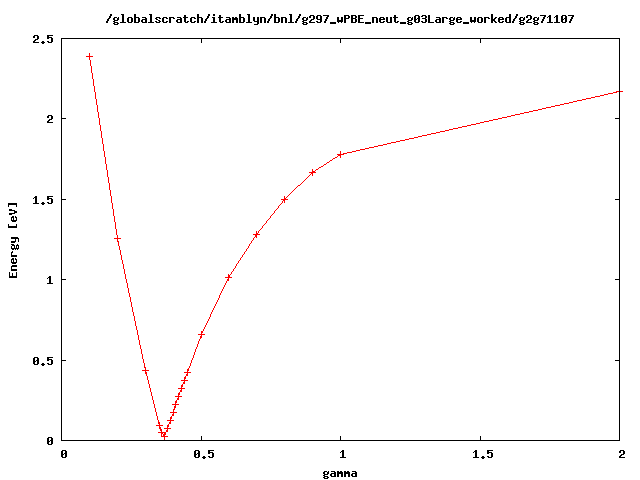 /globalscratch/itamblyn/bnl/g297_wPBE_neut_g03Large_worked/g2g71107
2.5
2
1.5
1
0.5
0
Energy [eV]
0 0.5 1 1.5 2
gamma